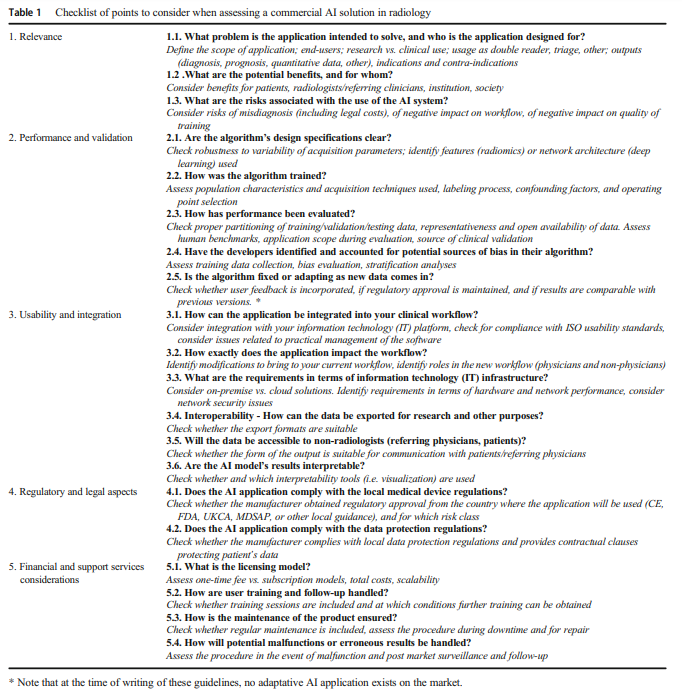 Table 1 Checklist of points to consider when assessing a commercial AI solution in radiology
1. Relevance
1.1. What problem is the application intended to solve, and who is the application designed for?
Define the scope of application; end-users; research vs. clinical use; usage as double reader, triage, other; outputs
(diagnosis, prognosis, quantitative data, other), indications and contra-indications
1.2 .What are the potential benefits, and for whom?
Consider benefits for patients, radiologists/referring clinicians, institution, society
1.3. What are the risks associated with the use of the AI system?
Consider risks of misdiagnosis (including legal costs), of negative impact on workflow, of negative impact on quality of
training
2. Performance and validation
2.1. Are the algorithm's design specifications clear?
Check robustness to variability of acquisition parameters; identify features (radiomics) or network architecture (deep
learning) used
2.2. How was the algorithm trained?
Assess population characteristics and acquisition techniques used, labeling process, confounding factors, and operating
point selection
2.3. How has performance been evaluated?
Check proper partitioning of training/validation/testing data, representativeness and open availability of data. Assess
human benchmarks, application scope during evaluation, source of clinical validation
2.4. Have the developers identified and accounted for potential sources of bias in their algorithm?
Assess training data collection, bias evaluation, stratification analyses
2.5. Is the algorithm fixed or adapting as new data comes in?
Check whether user feedback is incorporated, if regulatory approval is maintained, and if results are comparable with
previous versions. *
3. Usability and integration
3.1. How can the application be integrated into your clinical workflow?
Consider integration with your information technology (IT) platform, check for compliance with ISO usability standards,
consider issues related to practical management of the software
3.2. How exactly does the application impact the workflow?
Identify modifications to bring to your current workflow, identify roles in the new workflow (physicians and non-physicians)
3.3. What are the requirements in terms of information technology (IT) infrastructure?
Consider on-premise vs. cloud solutions. Identify requirements in terms of hardware and network performance, consider
network security issues
3.4. Interoperability - How can the data be exported for research and other purposes?
Check whether the export formats are suitable
3.5. Will the data be accessible to non-radiologists (referring physicians, patients)?
Check whether the form of the output is suitable for communication with patients/referring physicians
3.6. Are the AI model's results interpretable?
Check whether and which interpretability tools (i.e. visualization) are used
4. Regulatory and legal aspects
4.1. Does the AI application comply with the local medical device regulations?
Check whether the manufacturer obtained regulatory approval from the country where the application will be used (CE,
FDA, UKCA, MDSAP, or other local guidance), and for which risk class
4.2. Does the AI application comply with the data protection regulations?
Check whether the manufacturer complies with local data protection regulations and provides contractual clauses
protecting patient's data
5. Financial and support services
considerations
5.1. What is the licensing model?
Assess one-time fee vs. subscription models, total costs, scalability
5.2. How are user training and follow-up handled?
Check whether training sessions are included and at which conditions further training can be obtained
5.3. How is the maintenance of the product ensured?
Check whether regular maintenance is included, assess the procedure during downtime and for repair
5.4. How will potential malfunctions or erroneous results be handled?
Assess the procedure in the event of malfunction and post market surveillance and follow-up
* Note that at the time of writing of these guidelines, no adaptative AI application exists on the market.